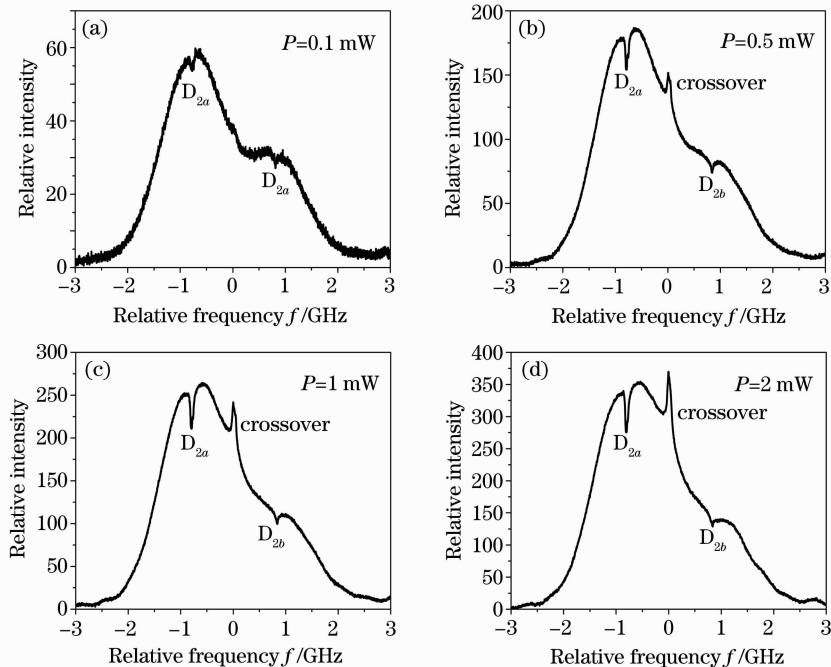 (a)
P=0.1 mW
D2a
D2a
Relative intensity
60
40
20
0
−3 −2 −1 0 1 2 3
Relative frequency f/GHz
(b)
P=0.5 mW
crossover
D2a
D2b
Relative intensity
200
150
100
50
0
−3 −2 −1 0 1 2 3
Relative frequency f/GHz
(c)
P=1 mW
crossover
D2a
D2b
Relative intensity
300
250
200
150
100
50
0
−3 −2 −1 0 1 2 3
Relative frequency f/GHz
(d)
P=2 mW
crossover
D2a
D2b
Relative intensity
400
350
300
250
200
150
100
50
0
−3 −2 −1 0 1 2 3
Relative frequency f/GHz